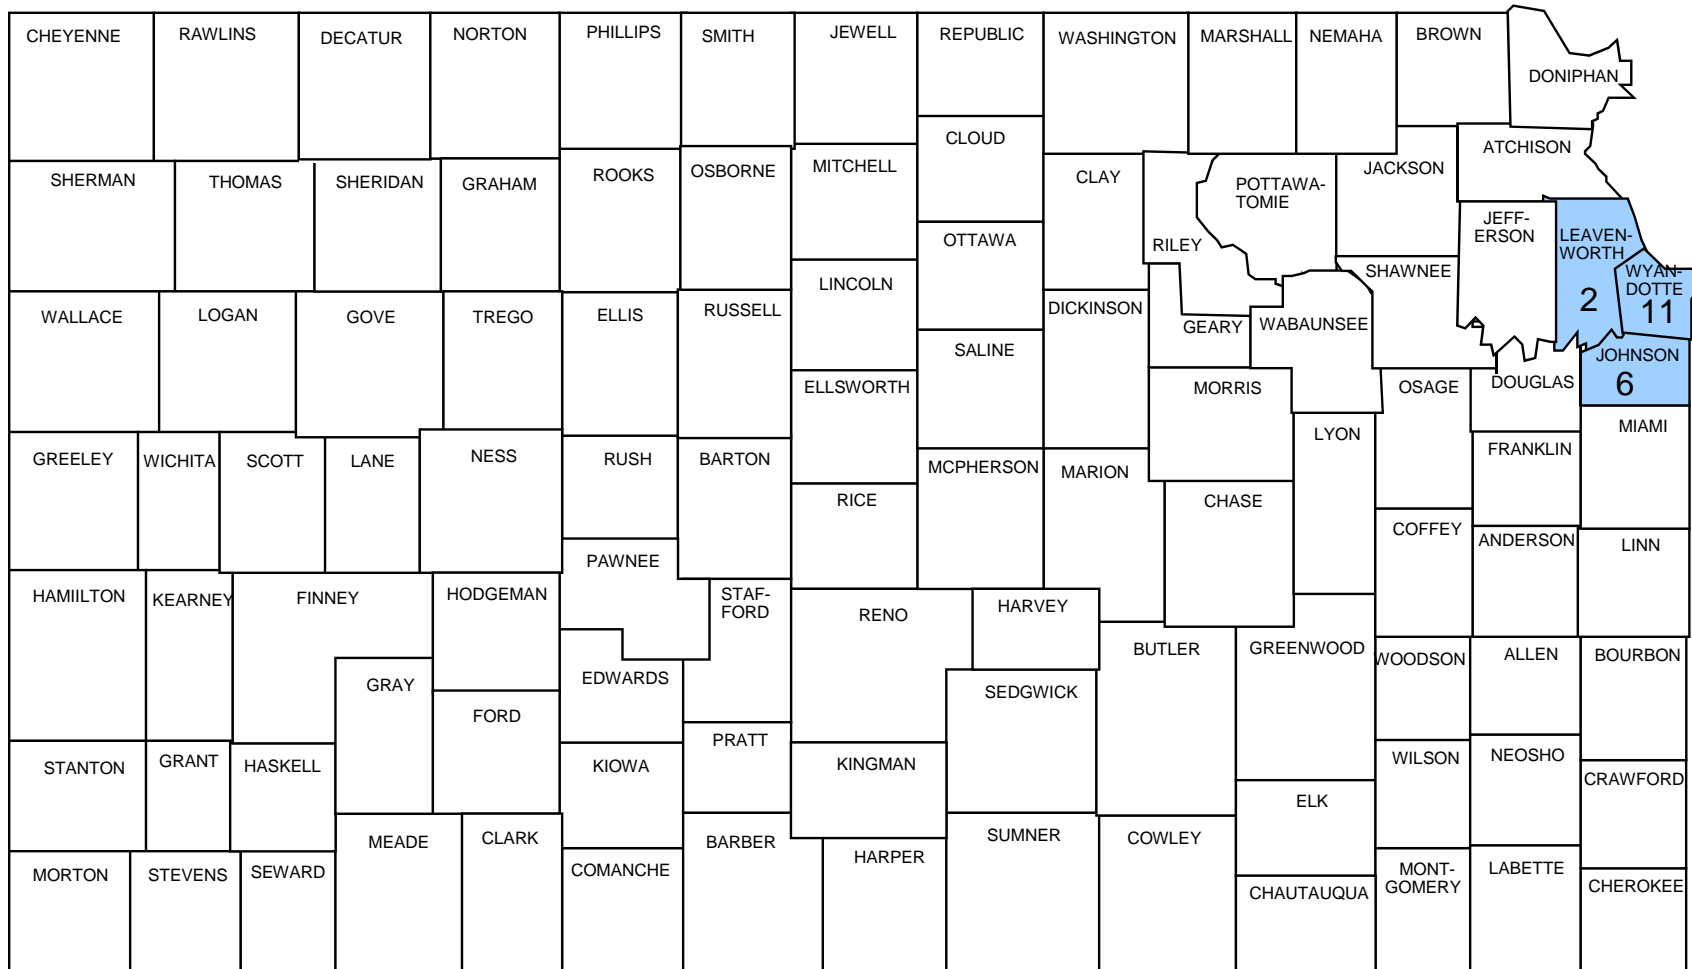 CHEYENNE
RAWLINS
DECATUR
NORTON
PHILLIPS
SMITH
JEWELL
REPUBLIC
WASHINGTON
MARSHALL
NEMAHA
BROWN
DONIPHAN
SHERMAN
THOMAS
SHERIDAN
GRAHAM
ROOKS
OSBORNE
MITCHELL
CLOUD
CLAY
RILEY
POTTAWA-
TOMIE
JACKSON
ATCHISON
JEFF-
ERSON
LEAVEN-
WORTH
2
WYAN-
DOTTE
11
OTTAWA
LINCOLN
SHAWNEE
WALLACE
LOGAN
GOVE
TREGO
ELLIS
RUSSELL
DICKINSON
GEARY
WABAUNSEE
SALINE
ELLSWORTH
MORRIS
OSAGE
DOUGLAS
JOHNSON
6
GREELEY
WICHITA
SCOTT
LANE
NESS
RUSH
BARTON
RICE
MCPHERSON
MARION
CHASE
LYON
FRANKLIN
MIAMI
COFFEY
ANDERSON
LINN
HAMIILTON
KEARNEY
FINNEY
HODGEMAN
PAWNEE
STAF-
FORD
RENO
HARVEY
BUTLER
GREENWOOD
WOODSON
ALLEN
BOURBON
GRAY
FORD
EDWARDS
PRATT
SEDGWICK
KINGMAN
STANTON
GRANT
HASKELL
KIOWA
ELK
WILSON
NEOSHO
CRAWFORD
MEADE
CLARK
BARBER
HARPER
SUMNER
COWLEY
MORTON
STEVENS
SEWARD
COMANCHE
CHAUTAUQUA
MONT-
GOMERY
LABETTE
CHEROKEE